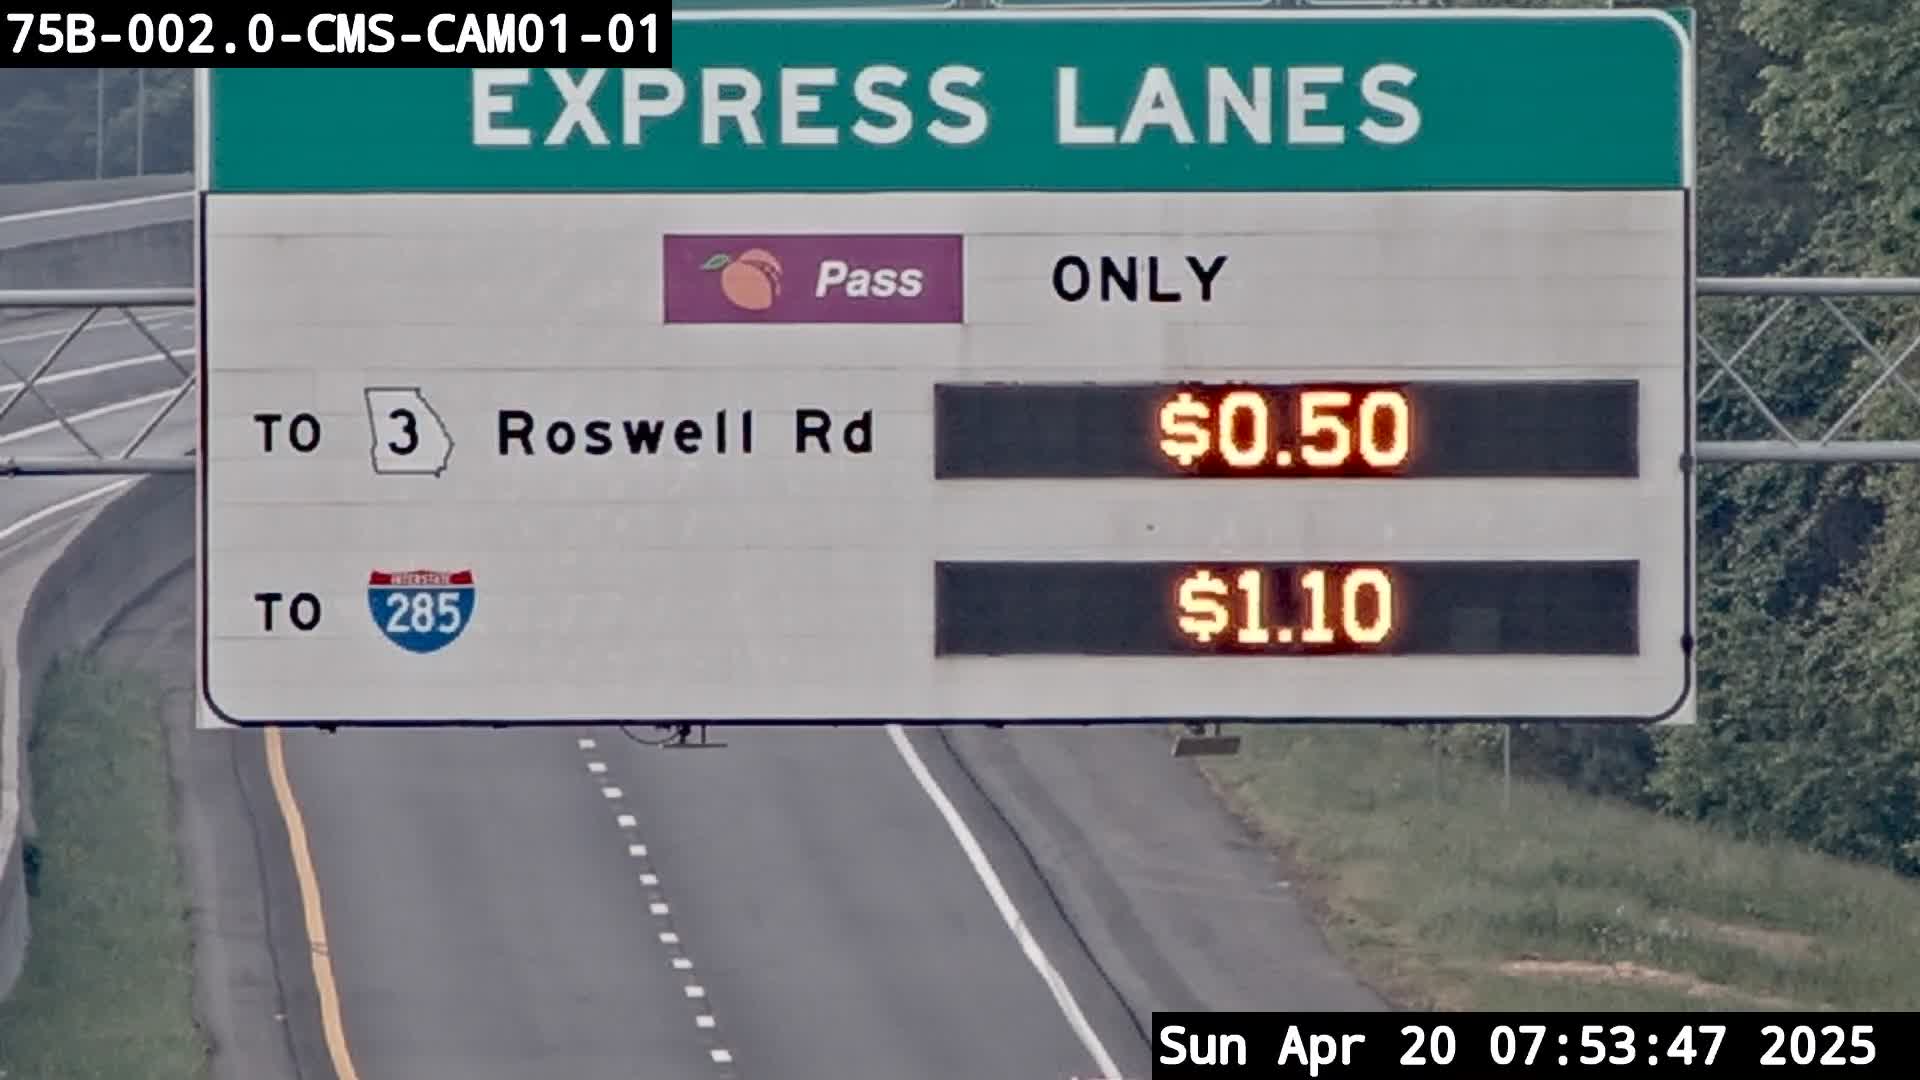 75B-002.0-CMS-CAM01-01
EXPRESS LANES
Pass ONLY
TO 3 Roswell Rd $0.50
TO INTERSTATE 285 $1.10
Sun Apr 20 07:53:47 2025